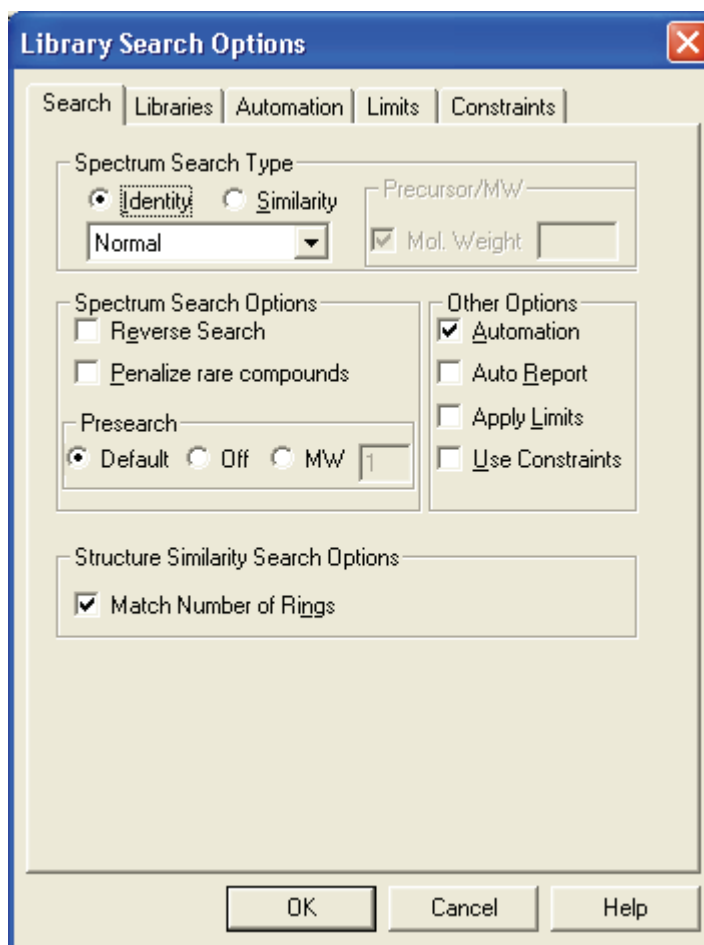 Library Search Options
Search Libraries Automation Limits Constraints
Spectrum Search Type
Identity Similarity
Normal
Precursor/MW
Mol. Weight
Spectrum Search Options
Reverse Search
Penalize rare compounds
Presearch
Default Off MW 1
Other Options
Automation
Auto Report
Apply Limits
Use Constraints
Structure Similarity Search Options
Match Number of Rings
OK Cancel Help